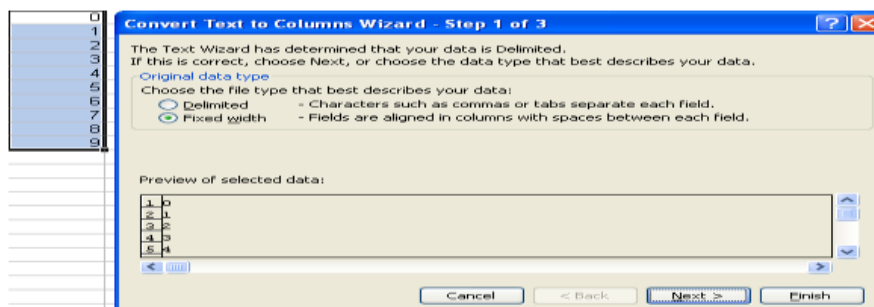 0
1
2
3
4
5
6
7
8
9
Convert Text to Columns Wizard - Step 1 of 3
The Text Wizard has determined that your data is Delimited.
If this is correct, choose Next, or choose the data type that best describes your data.
Original data type
Choose the file type that best describes your data:
Delimited - Characters such as commas or tabs separate each field.
Fixed width - Fields are aligned in columns with spaces between each field.
Preview of selected data:
1 0
2 1
3 2
4 3
5 4
Cancel < Back Next > Finish